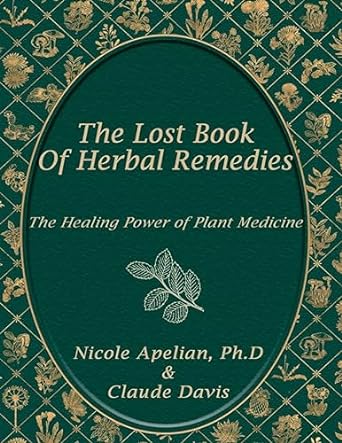 The Lost Book
Of Herbal Remedies
The Healing Power of Plant Medicine
Nicole Apelian, Ph.D
&
Claude Davis